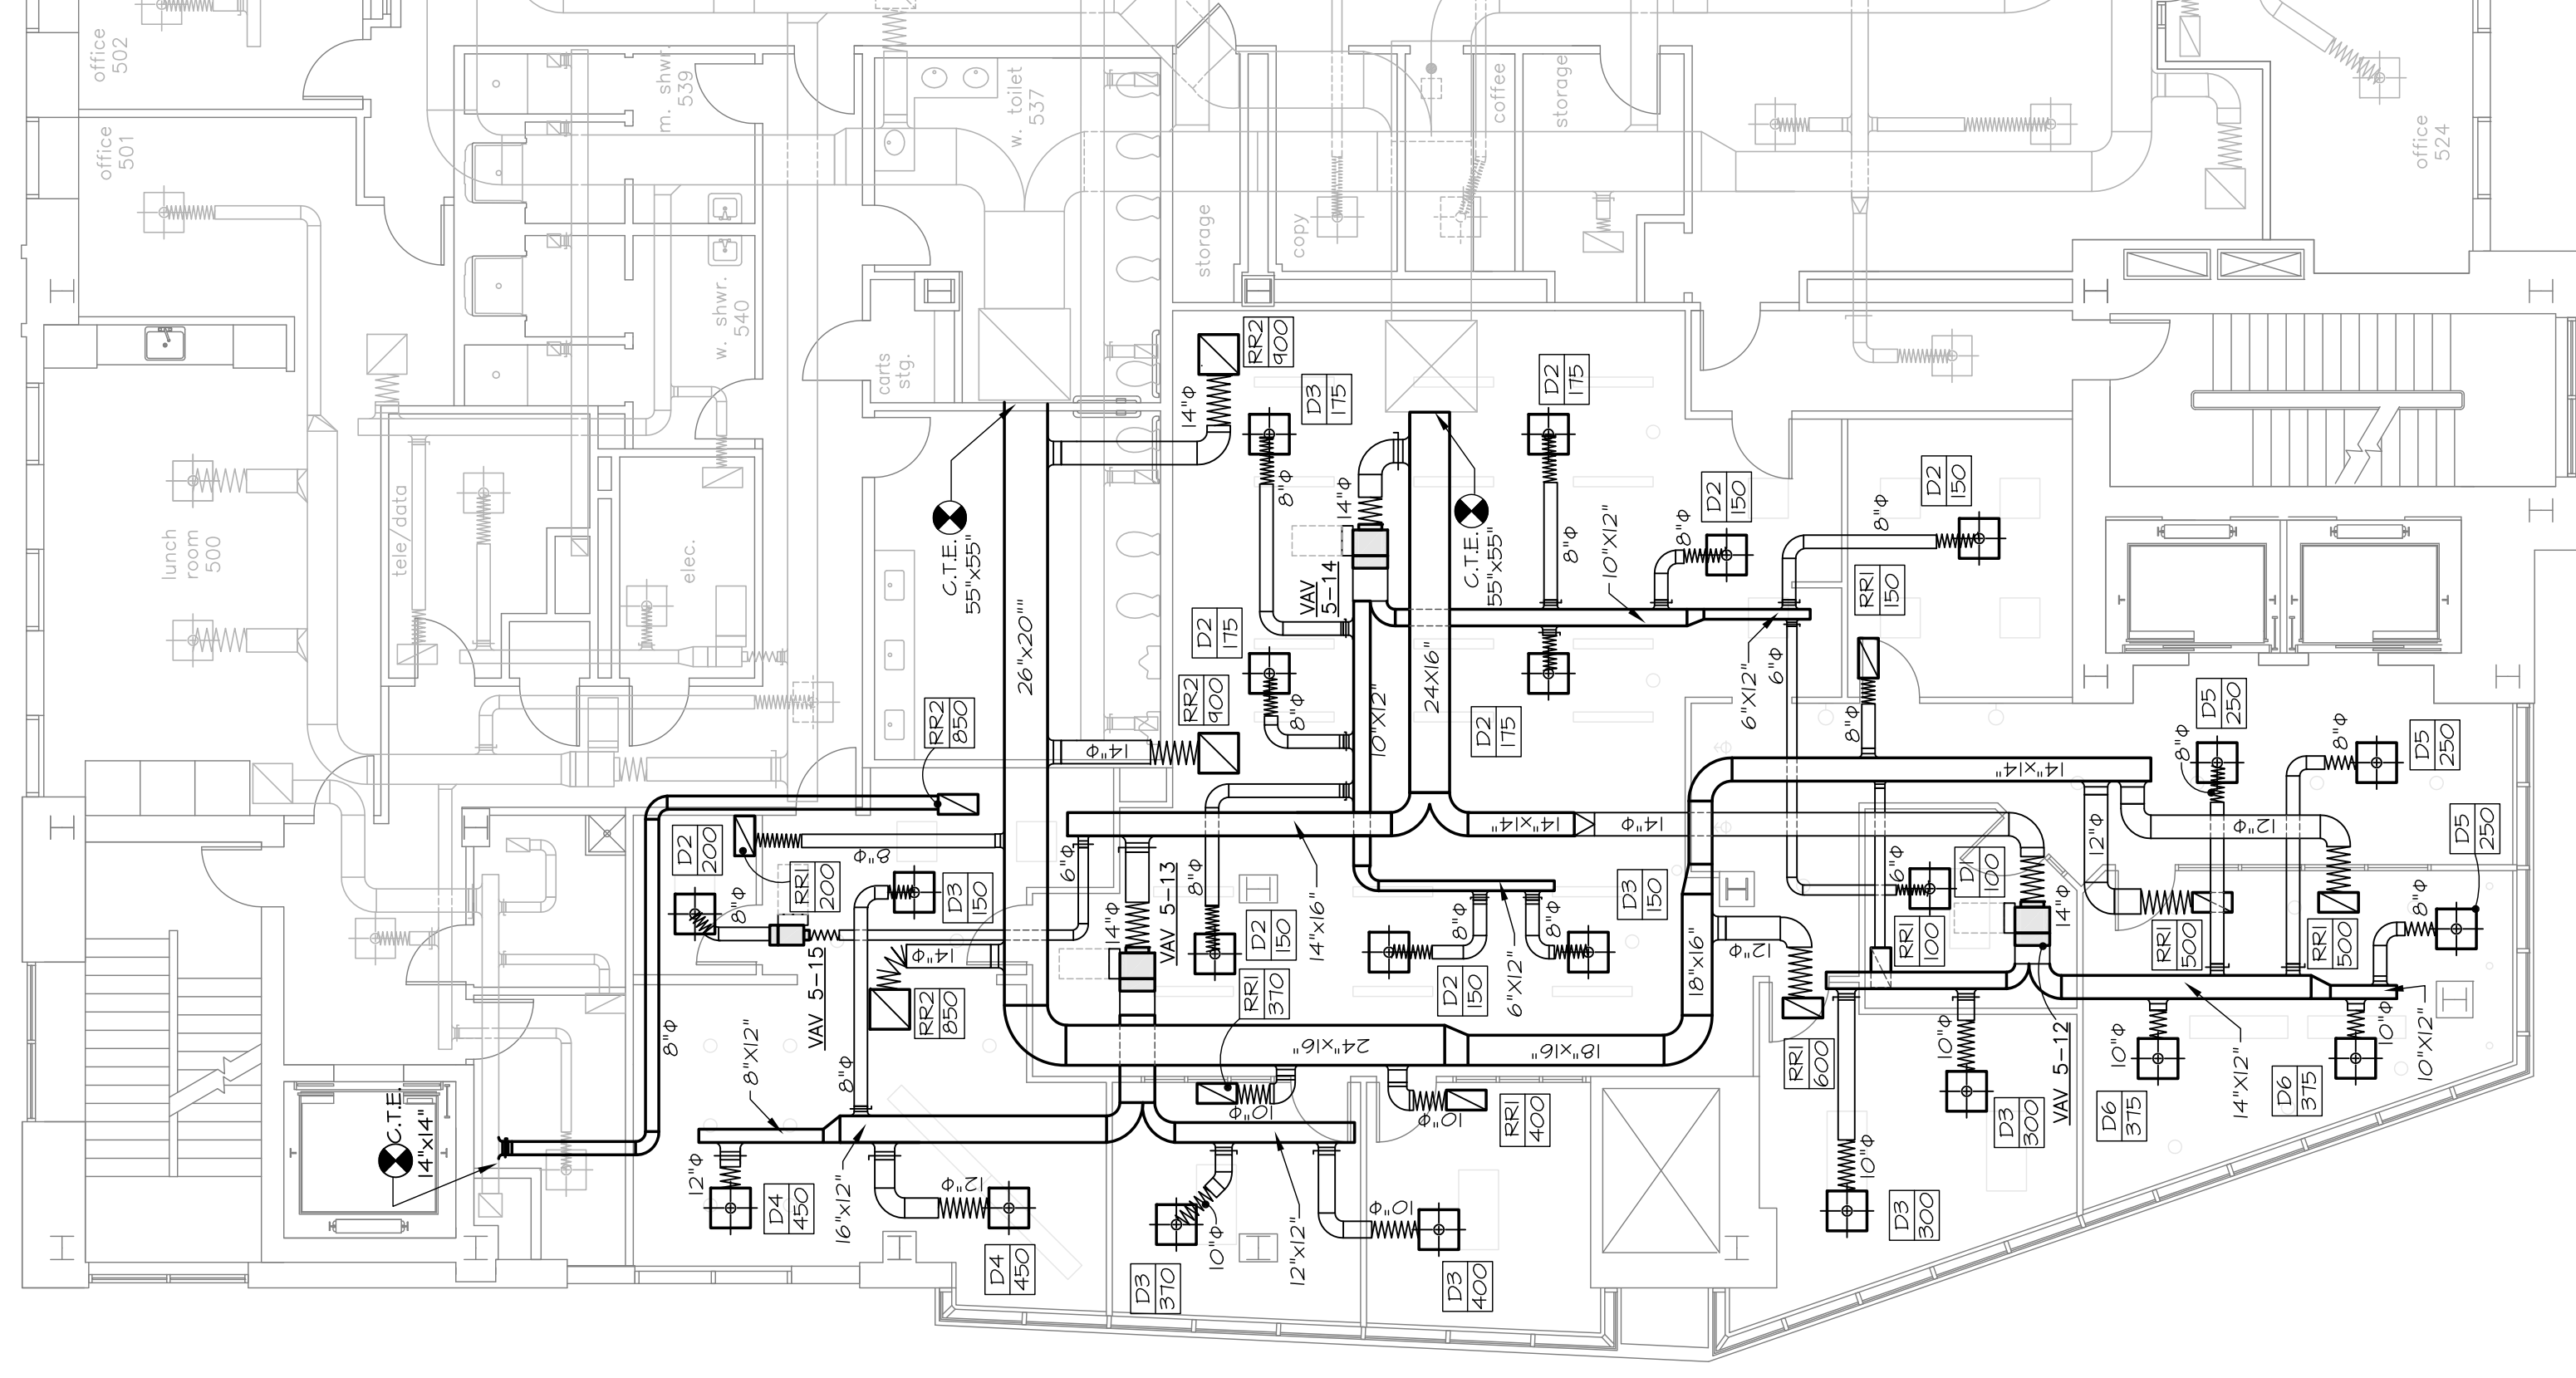 office
502
office
501
m. shwr.
539
w. toilet
537
coffee
storage
office
524
storage
copy
w. shwr.
540
carts
stg.
lunch
room
500
tele/data
elec.
RR2
900
14"Φ
D3
175
D2
175
8"Φ
14"Φ
VAV
5-14
C.T.E.
55"x55"
C.T.E.
55"x55"
8"Φ
10"X12"
8"Φ
D2
150
8"Φ
D2
150
RR1
150
D2
175
26"x20""
RR2
900
8"Φ
10"X12"
24X16"
D2
175
6"X12"
6"Φ
8"Φ
D5
250
8"Φ
8"Φ
D5
250
RR2
850
14"Φ
14"x14"
14"x14"
14"Φ
12"Φ
12"Φ
D5
250
D2
200
8"Φ
RR1
200
8"Φ
D3
150
6"Φ
14"Φ
VAV 5-13
8"Φ
D2
150
14"X16"
8"Φ
8"Φ
D2
150
6"X12"
D3
150
6"Φ
D1
100
RR1
100
14"Φ
RR1
500
RR1
500
8"Φ
VAV 5-15
14"Φ
RR2
850
RR1
370
18"X16"
12"Φ
8"Φ
8"X12"
8"Φ
24"x16"
18"x16"
RR1
600
10"Φ
D3
300
VAV 5-12
10"Φ
D6
375
14"X12"
D6
375
10"Φ
10"X12"
10"Φ
10"Φ
RR1
400
C.T.E.
14"x14"
12"Φ
D4
450
16"X12"
12"Φ
D4
450
D3
370
10"Φ
12"X12"
10"Φ
D3
400
10"Φ
D3
300